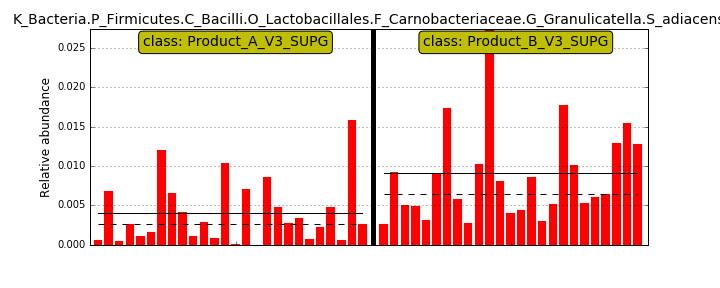 K_Bacteria.P_Firmicutes.C_Bacilli.O_Lactobacillales.F_Carnobacteriaceae.G_Granulicatella.S_adiacens
class: Product_A_V3_SUPG
class: Product_B_V3_SUPG
Relative abundance
0.025
0.020
0.015
0.010
0.005
0.000